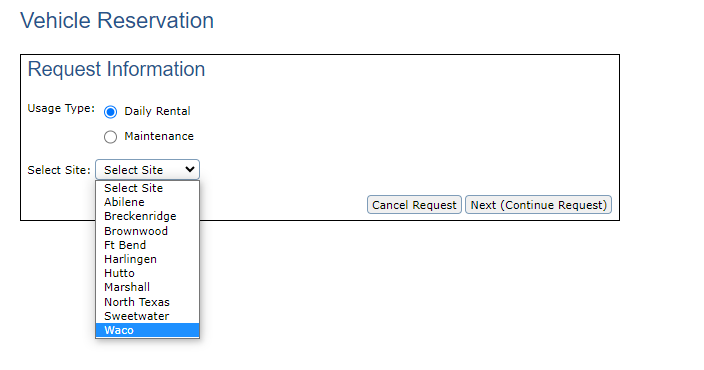 Vehicle Reservation
Request Information
Usage Type: Daily Rental
Maintenance
Select Site: Select Site
Select Site
Abilene
Breckenridge
Brownwood
Ft Bend
Harlingen
Hutto
Marshall
North Texas
Sweetwater
Waco
Cancel Request Next (Continue Request)